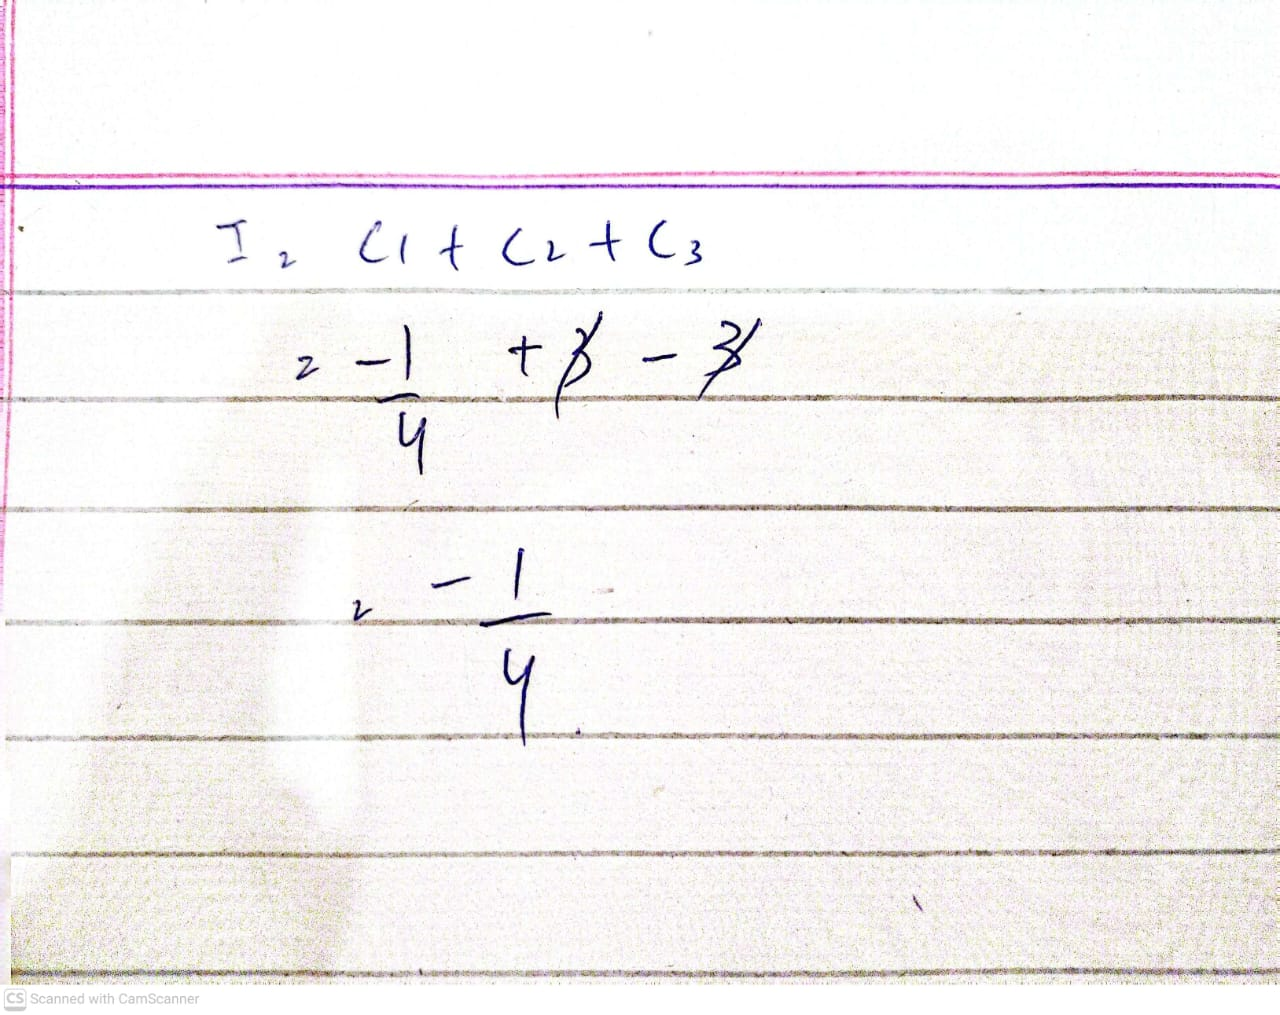 I = C1 + C2 + C3
= -1/4 + 3 - 3
= -1/4
CS Scanned with CamScanner